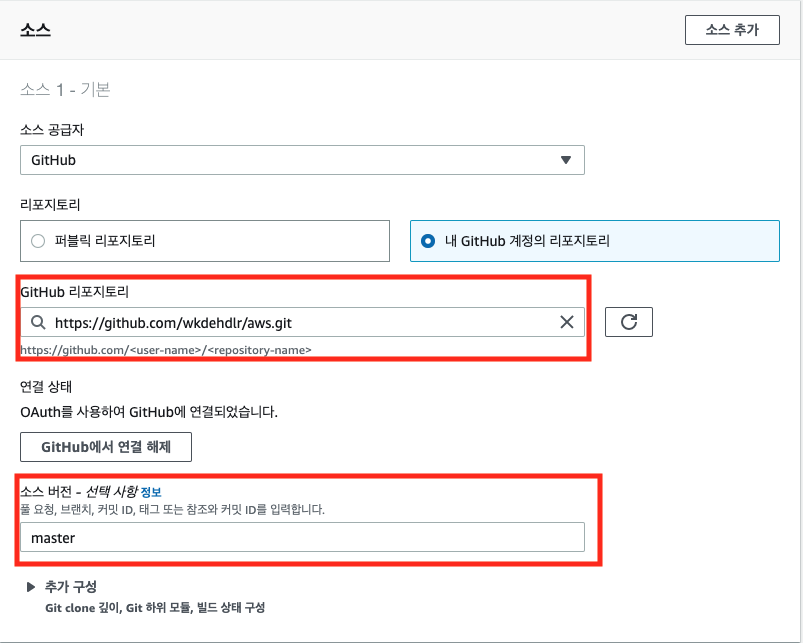 소스
소스 추가
소스 1 - 기본
소스 공급자
GitHub
리포지토리
퍼블릭 리포지토리
내 GitHub 계정의 리포지토리
GitHub 리포지토리
https://github.com/wkdehdlr/aws.git
https://github.com/<user-name>/<repository-name>
연결 상태
OAuth를 사용하여 GitHub에 연결되었습니다.
GitHub에서 연결 해제
소스 버전 - 선택 사항 정보
풀 요청, 브랜치, 커밋 ID, 태그 또는 참조와 커밋 ID를 입력합니다.
master
추가 구성
Git clone 깊이, Git 하위 모듈, 빌드 상태 구성